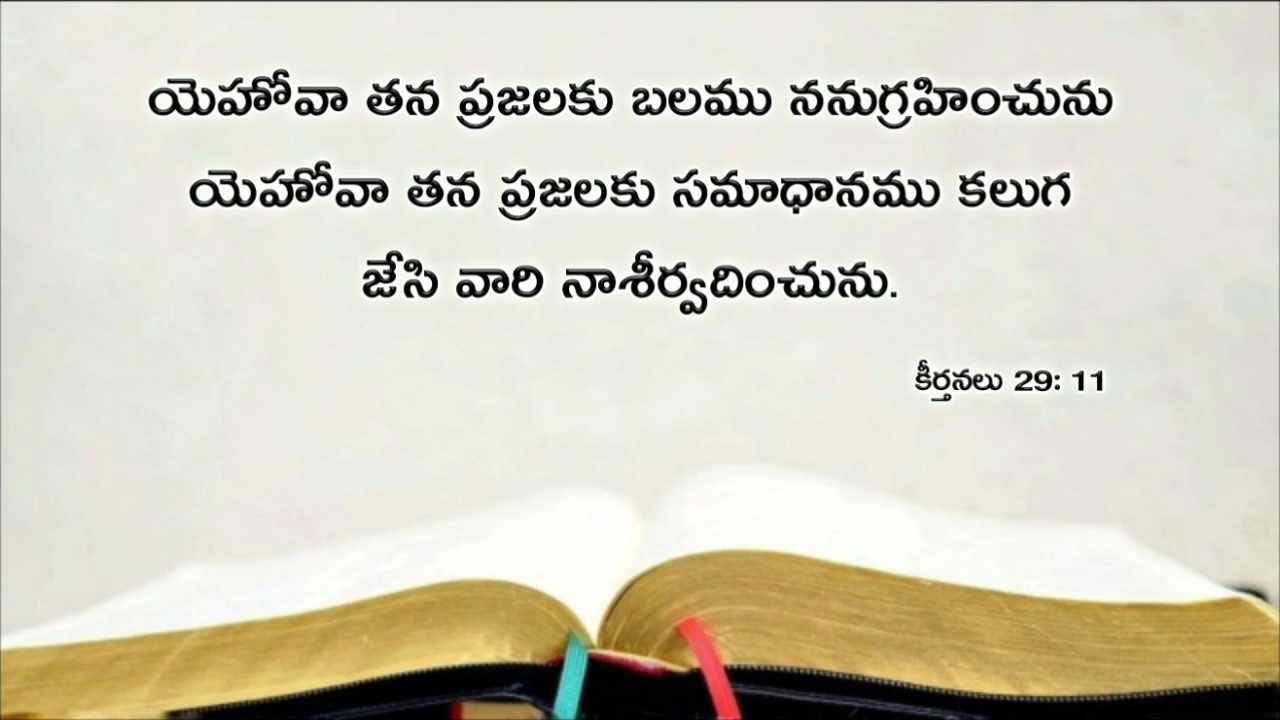 యెహోవా తన ప్రజలకు బలము ననుగ్రహించును
యెహోవా తన ప్రజలకు సమాధానము కలుగ
జేసి వారి నాశీర్వదించును.
కీర్తనలు 29: 11